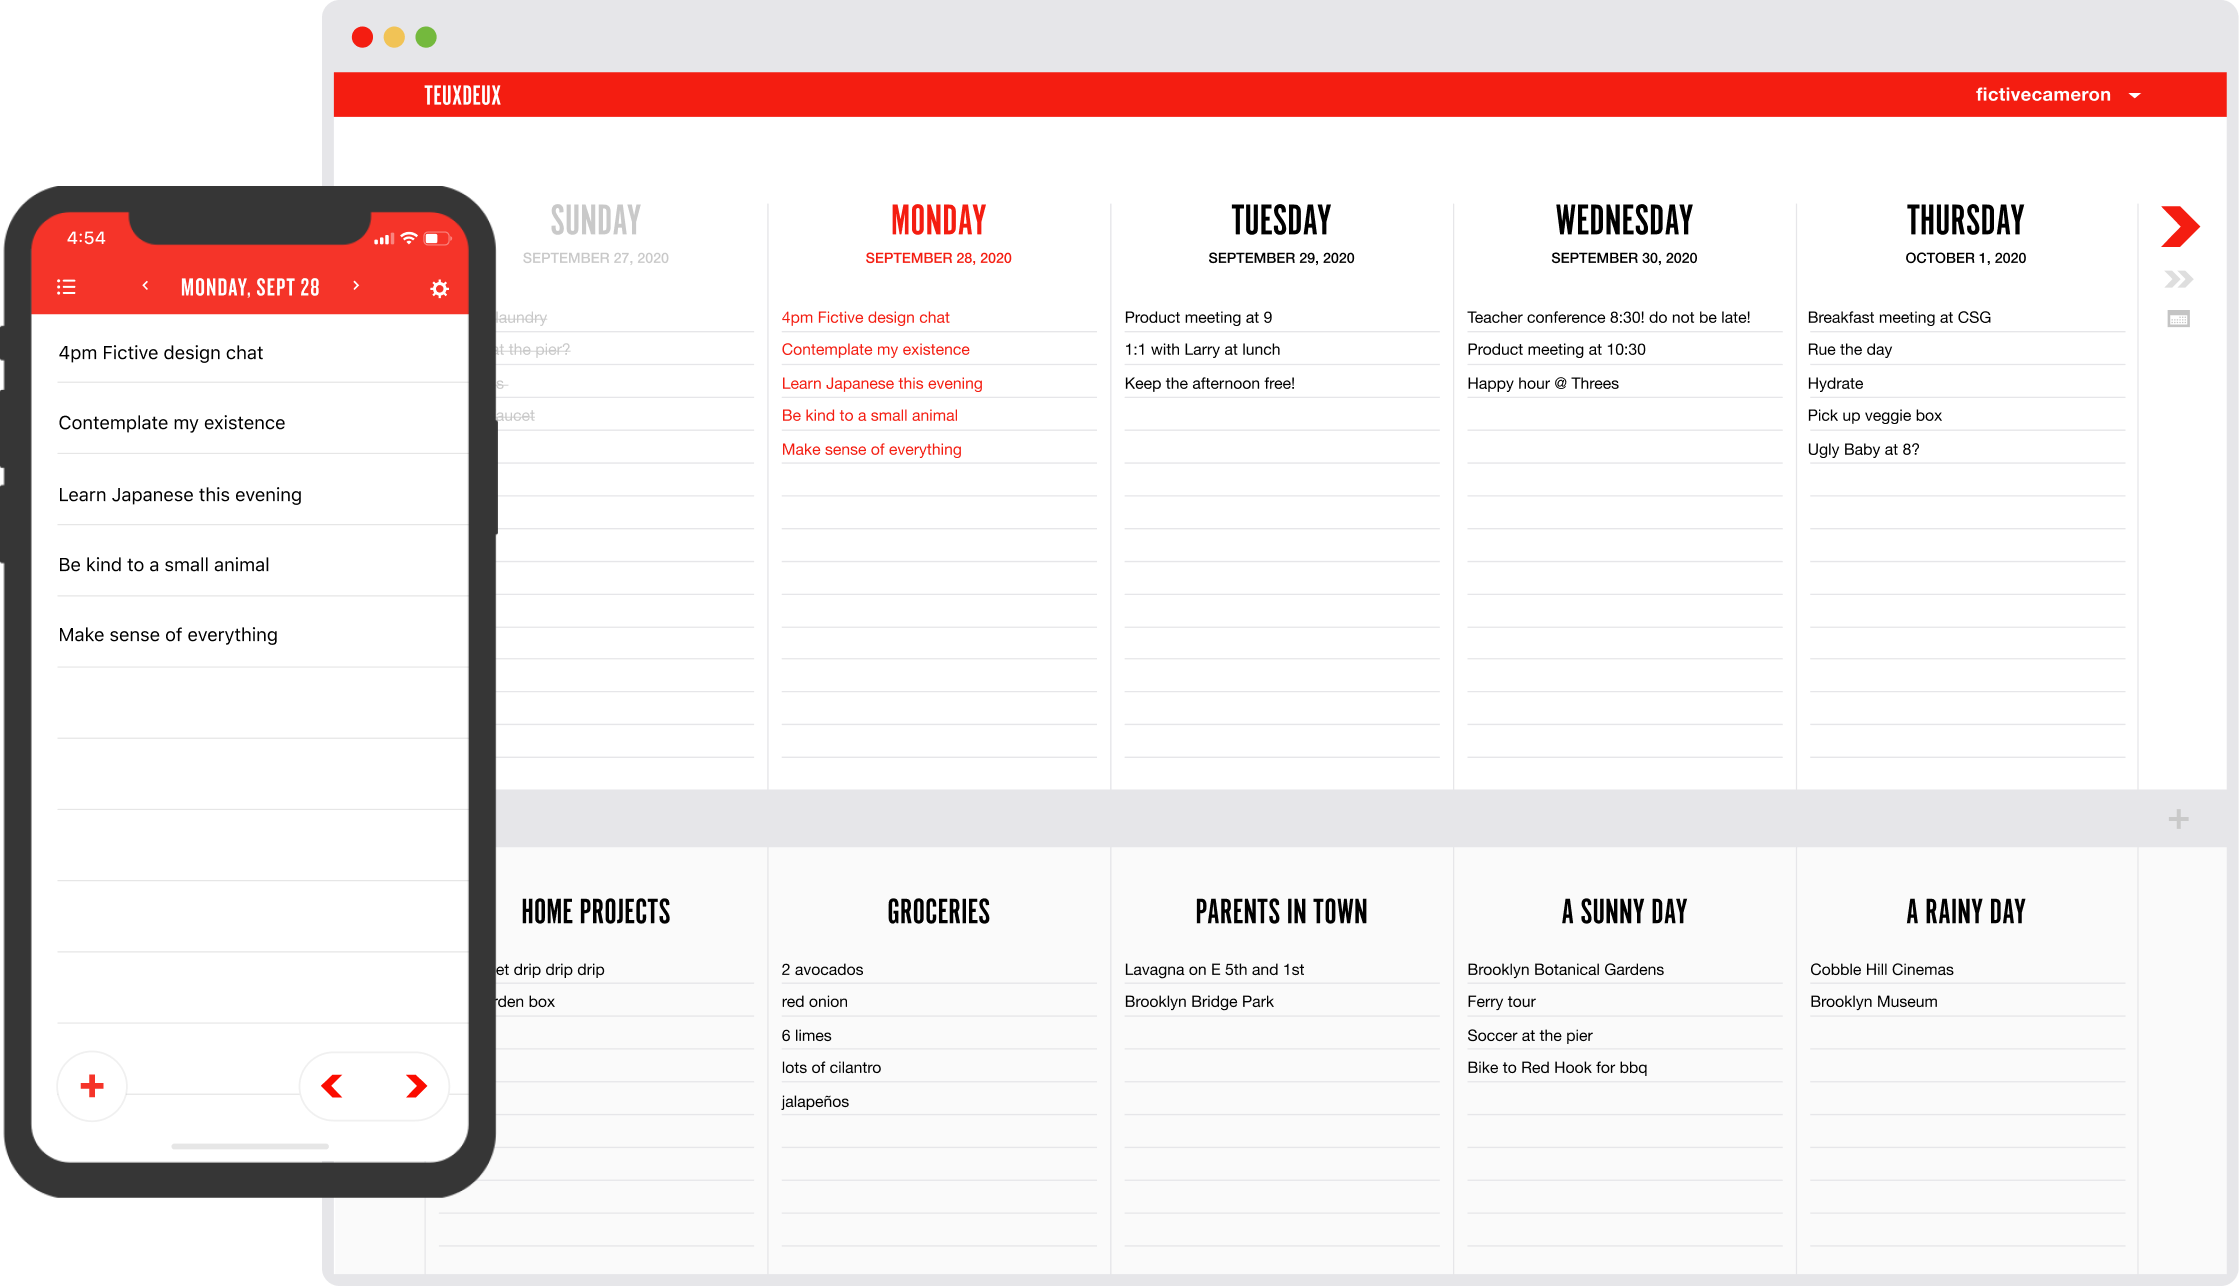 TEUXDEUX
fictivecameron
4:54
MONDAY, SEPT 28
4pm Fictive design chat
Contemplate my existence
Learn Japanese this evening
Be kind to a small animal
Make sense of everything
SUNDAY
SEPTEMBER 27, 2020
laundry
at the pier?
MONDAY
SEPTEMBER 28, 2020
4pm Fictive design chat
Contemplate my existence
Learn Japanese this evening
Be kind to a small animal
Make sense of everything
TUESDAY
SEPTEMBER 29, 2020
Product meeting at 9
1:1 with Larry at lunch
Keep the afternoon free!
WEDNESDAY
SEPTEMBER 30, 2020
Teacher conference 8:30! do not be late!
Product meeting at 10:30
Happy hour @ Threes
THURSDAY
OCTOBER 1, 2020
Breakfast meeting at CSG
Rue the day
Hydrate
Pick up veggie box
Ugly Baby at 8?
HOME PROJECTS
drip drip drip
box
GROCERIES
2 avocados
red onion
6 limes
lots of cilantro
jalapeños
PARENTS IN TOWN
Lavagna on E 5th and 1st
Brooklyn Bridge Park
A SUNNY DAY
Brooklyn Botanical Gardens
Ferry tour
Soccer at the pier
Bike to Red Hook for bbq
A RAINY DAY
Cobble Hill Cinemas
Brooklyn Museum